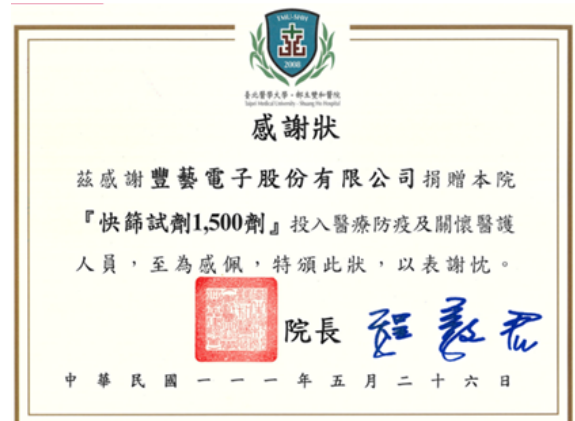 TMU-SHH
2008
臺北醫學大學・部立雙和醫院
Taipei Medical University - Shuang Ho Hospital
感謝狀
茲感謝豐藝電子股份有限公司捐贈本院
『快篩試劑1,500劑』投入醫療防疫及關懷醫護
人員，至為感佩，特頒此狀，以表謝忱。
院長
中華民國一一一年五月二十六日